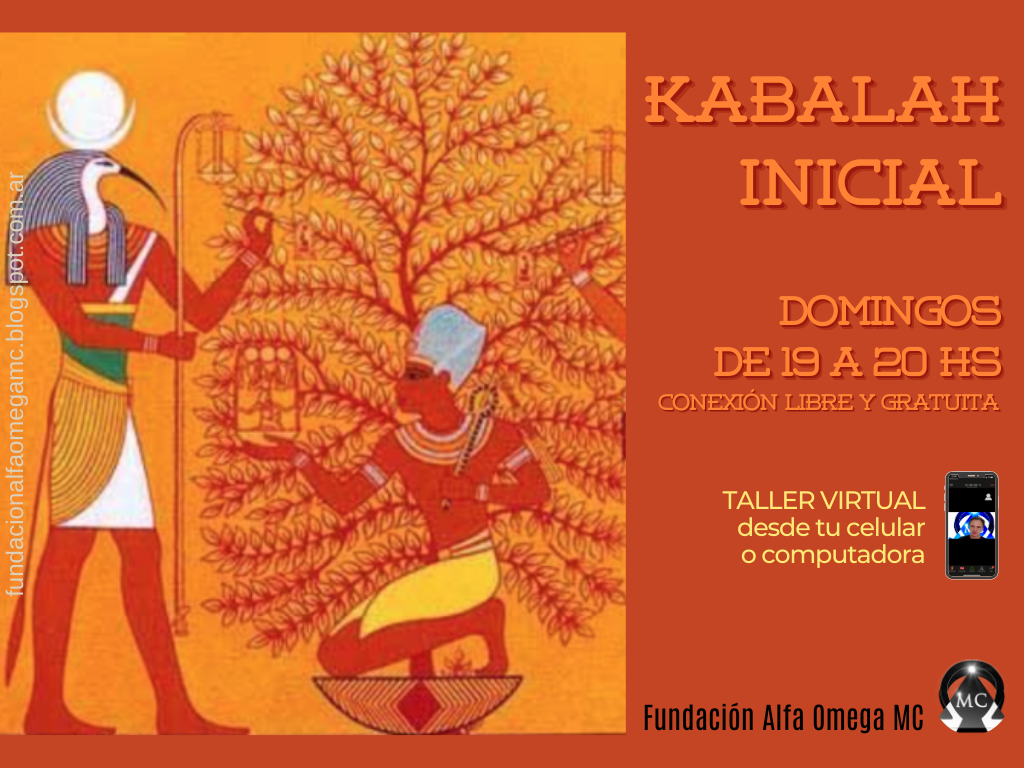 KABALAH
INICIAL
DOMINGOS
DE 19 A 20 HS
CONEXIÓN LIBRE Y GRATUITA
TALLER VIRTUAL
desde tu celular
o computadora
Fundación Alfa Omega MC
MC
fundacionalfaomegamc.blogspot.com.ar